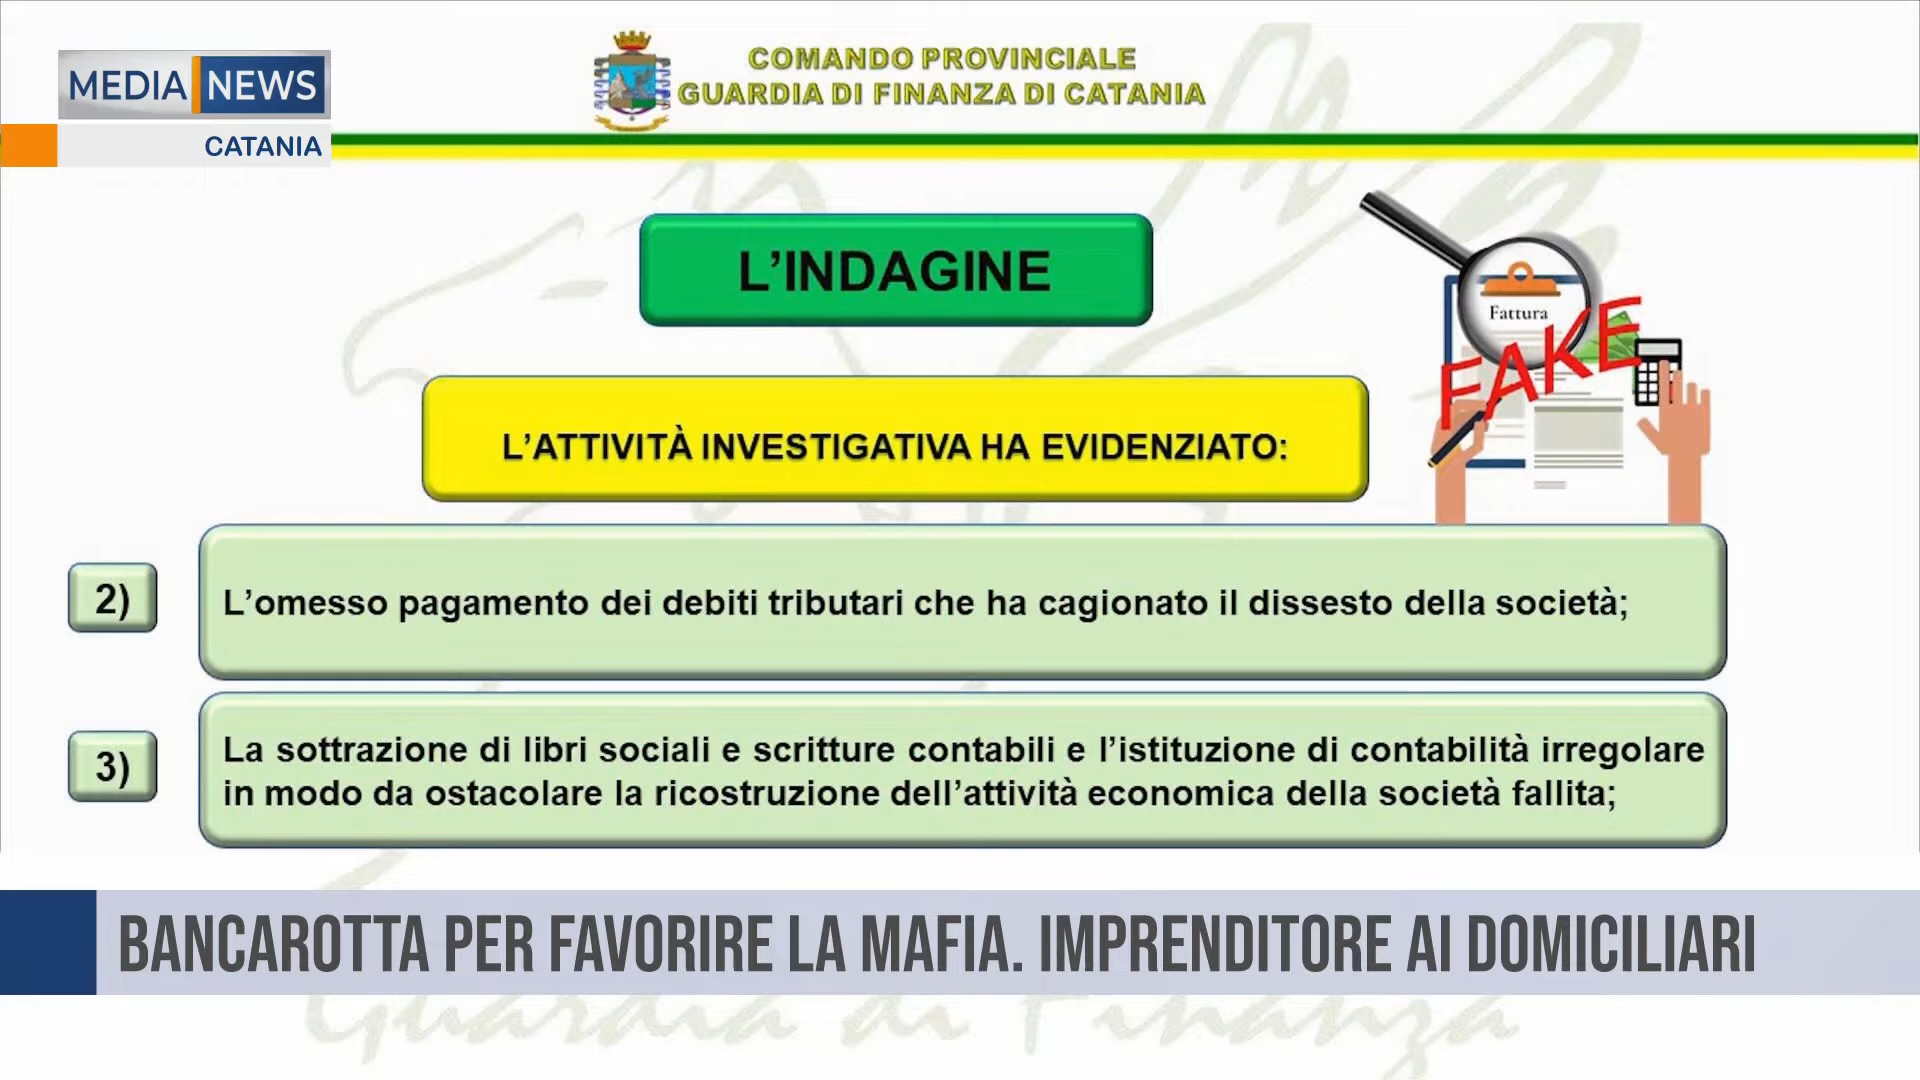 MEDIA NEWS
CATANIA
COMANDO PROVINCIALE
GUARDIA DI FINANZA DI CATANIA
L’INDAGINE
Fattura
FAKE
L’ATTIVITÀ INVESTIGATIVA HA EVIDENZIATO:
2)
L’omesso pagamento dei debiti tributari che ha cagionato il dissesto della società;
3)
La sottrazione di libri sociali e scritture contabili e l’istituzione di contabilità irregolare
in modo da ostacolare la ricostruzione dell’attività economica della società fallita;
BANCAROTTA PER FAVORIRE LA MAFIA. IMPRENDITORE AI DOMICILIARI
Guardia di Finanza